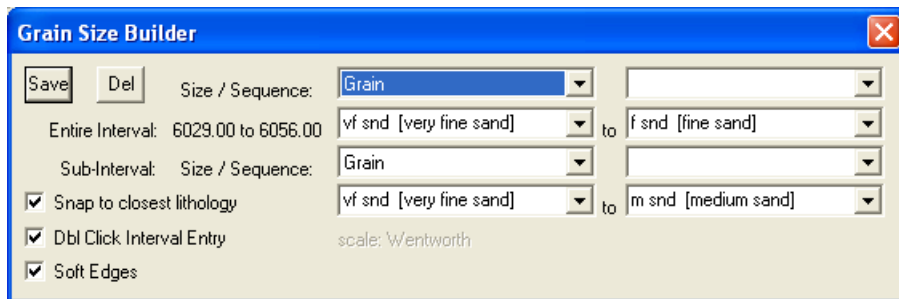 Grain Size Builder
Save Del Size / Sequence: Grain
Entire Interval: 6029.00 to 6056.00 vf snd [very fine sand] to f snd [fine sand]
Sub-Interval: Size / Sequence: Grain
Snap to closest lithology vf snd [very fine sand] to m snd [medium sand]
Dbl Click Interval Entry scale: Wentworth
Soft Edges